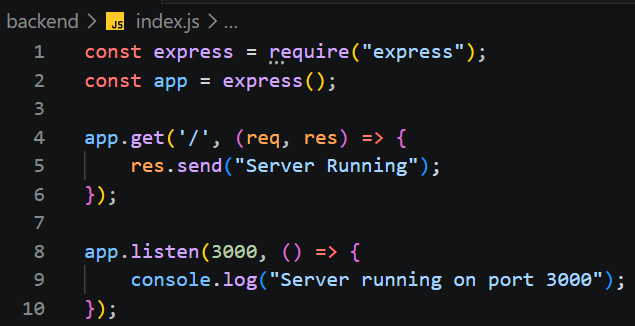 backend > JS index.js > ...
1 const express = require("express");
2 const app = express();
3
4 app.get('/', (req, res) => {
5     res.send("Server Running");
6 });
7
8 app.listen(3000, () => {
9     console.log("Server running on port 3000");
10 });